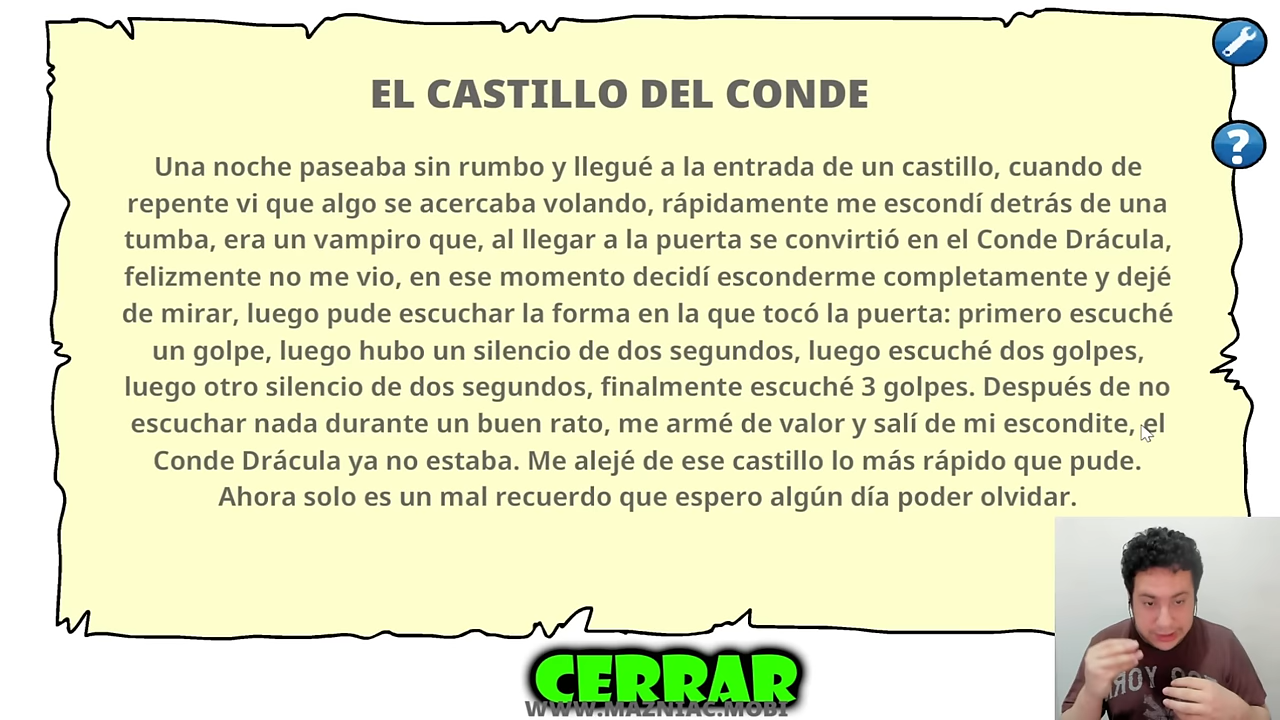 EL CASTILLO DEL CONDE
Una noche paseaba sin rumbo y llegué a la entrada de un castillo, cuando de
repente vi que algo se acercaba volando, rápidamente me escondí detrás de una
tumba, era un vampiro que, al llegar a la puerta se convirtió en el Conde Drácula,
felizmente no me vio, en ese momento decidí esconderme completamente y dejé
de mirar, luego pude escuchar la forma en la que tocó la puerta: primero escuché
un golpe, luego hubo un silencio de dos segundos, luego escuché dos golpes,
luego otro silencio de dos segundos, finalmente escuché 3 golpes. Después de no
escuchar nada durante un buen rato, me armé de valor y salí de mi escondite, el
Conde Drácula ya no estaba. Me alejé de ese castillo lo más rápido que pude.
Ahora solo es un mal recuerdo que espero algún día poder olvidar.
?
CERRAR
WWW.MAZNIAC.MOBI